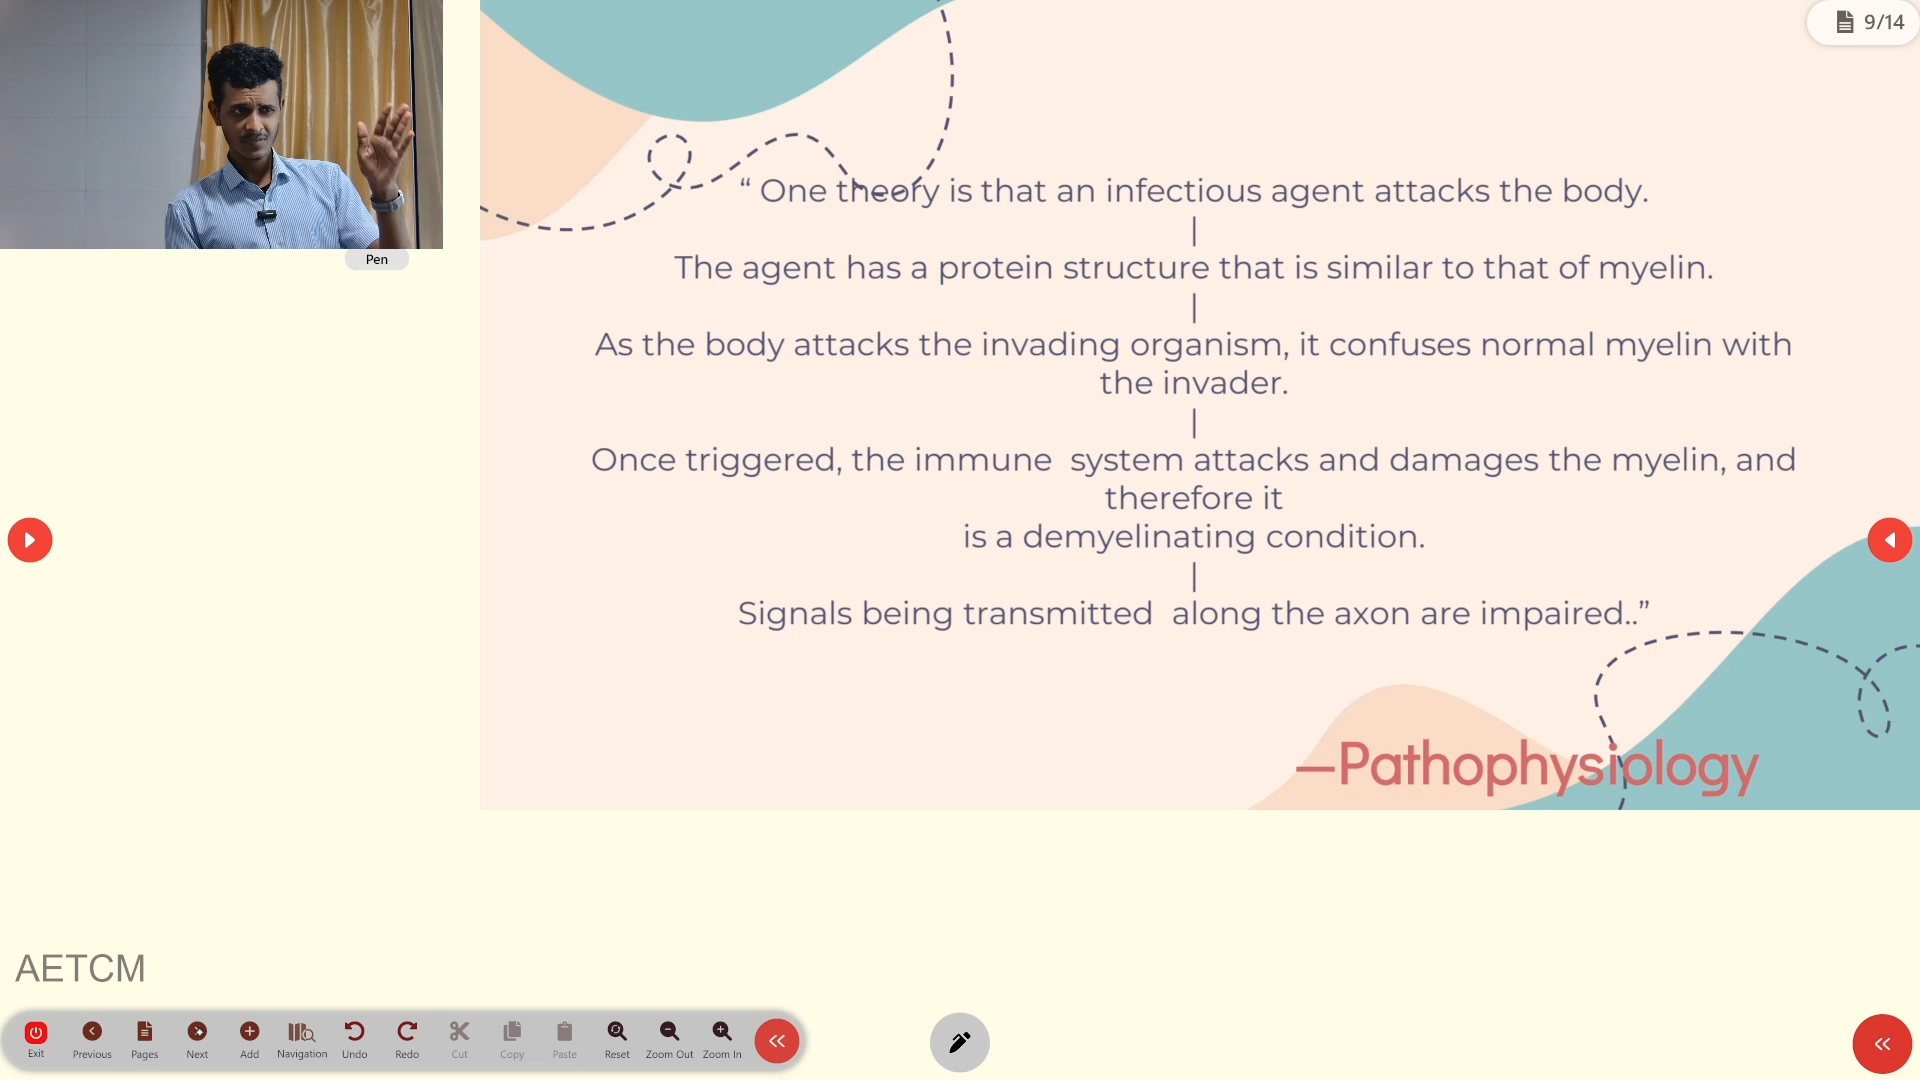 9/14
Pen
“ One theory is that an infectious agent attacks the body.
|
The agent has a protein structure that is similar to that of myelin.
|
As the body attacks the invading organism, it confuses normal myelin with
the invader.
|
Once triggered, the immune system attacks and damages the myelin, and
therefore it
is a demyelinating condition.
|
Signals being transmitted along the axon are impaired..”
—Pathophysiology
AETCM
Exit Previous Pages Next Add Navigation Undo Redo Cut Copy Paste Reset Zoom Out Zoom In